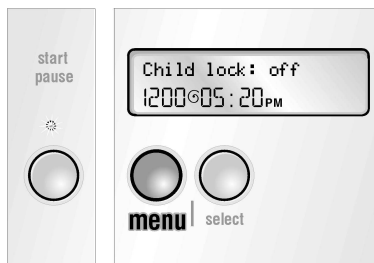 start
pause
Child lock: off
1200 05:20PM
menu
select